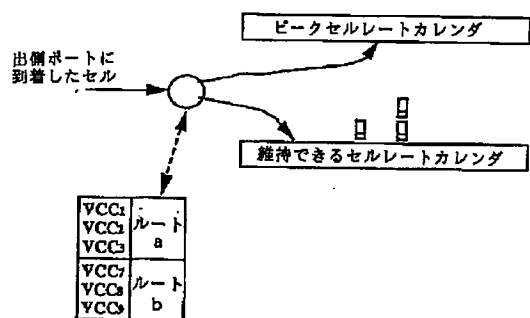 ピークセルレートカレンダ
出側ポートに
到着したセル
維持できるセルレートカレンダ
VCC1
VCC2
VCC3
ルート
a
VCC7
VCC8
VCC9
ルート
b